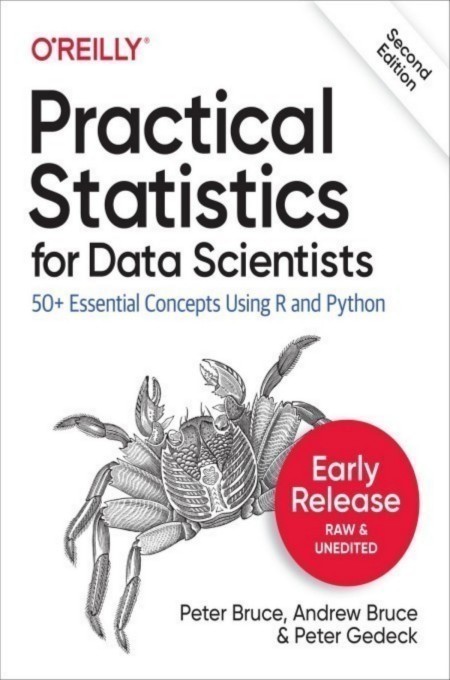 O'REILLY®
Second
Edition
Practical
Statistics
for Data Scientists
50+ Essential Concepts Using R and Python
Early
Release
RAW &
UNEDITED
Peter Bruce, Andrew Bruce
& Peter Gedeck